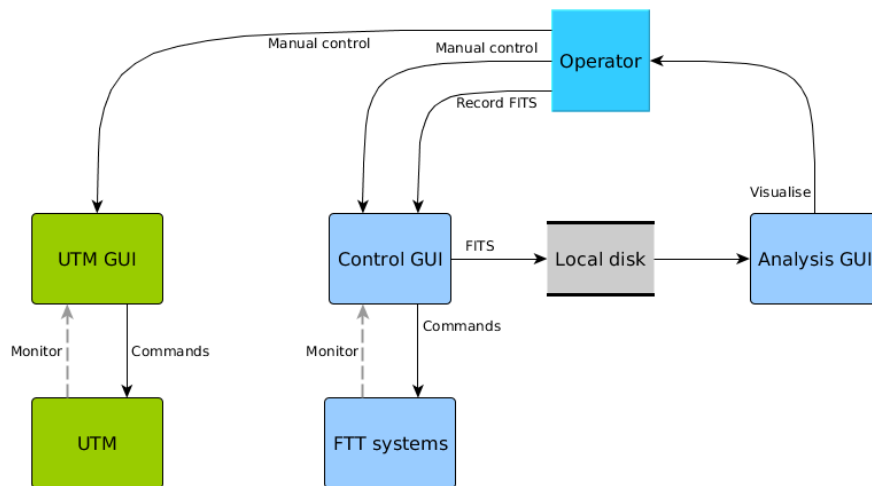 Manual control
Manual control
Operator
Record FITS
Visualise
UTM GUI
Control GUI
FITS
Local disk
Analysis GUI
Monitor
Commands
Monitor
Commands
UTM
FTT systems